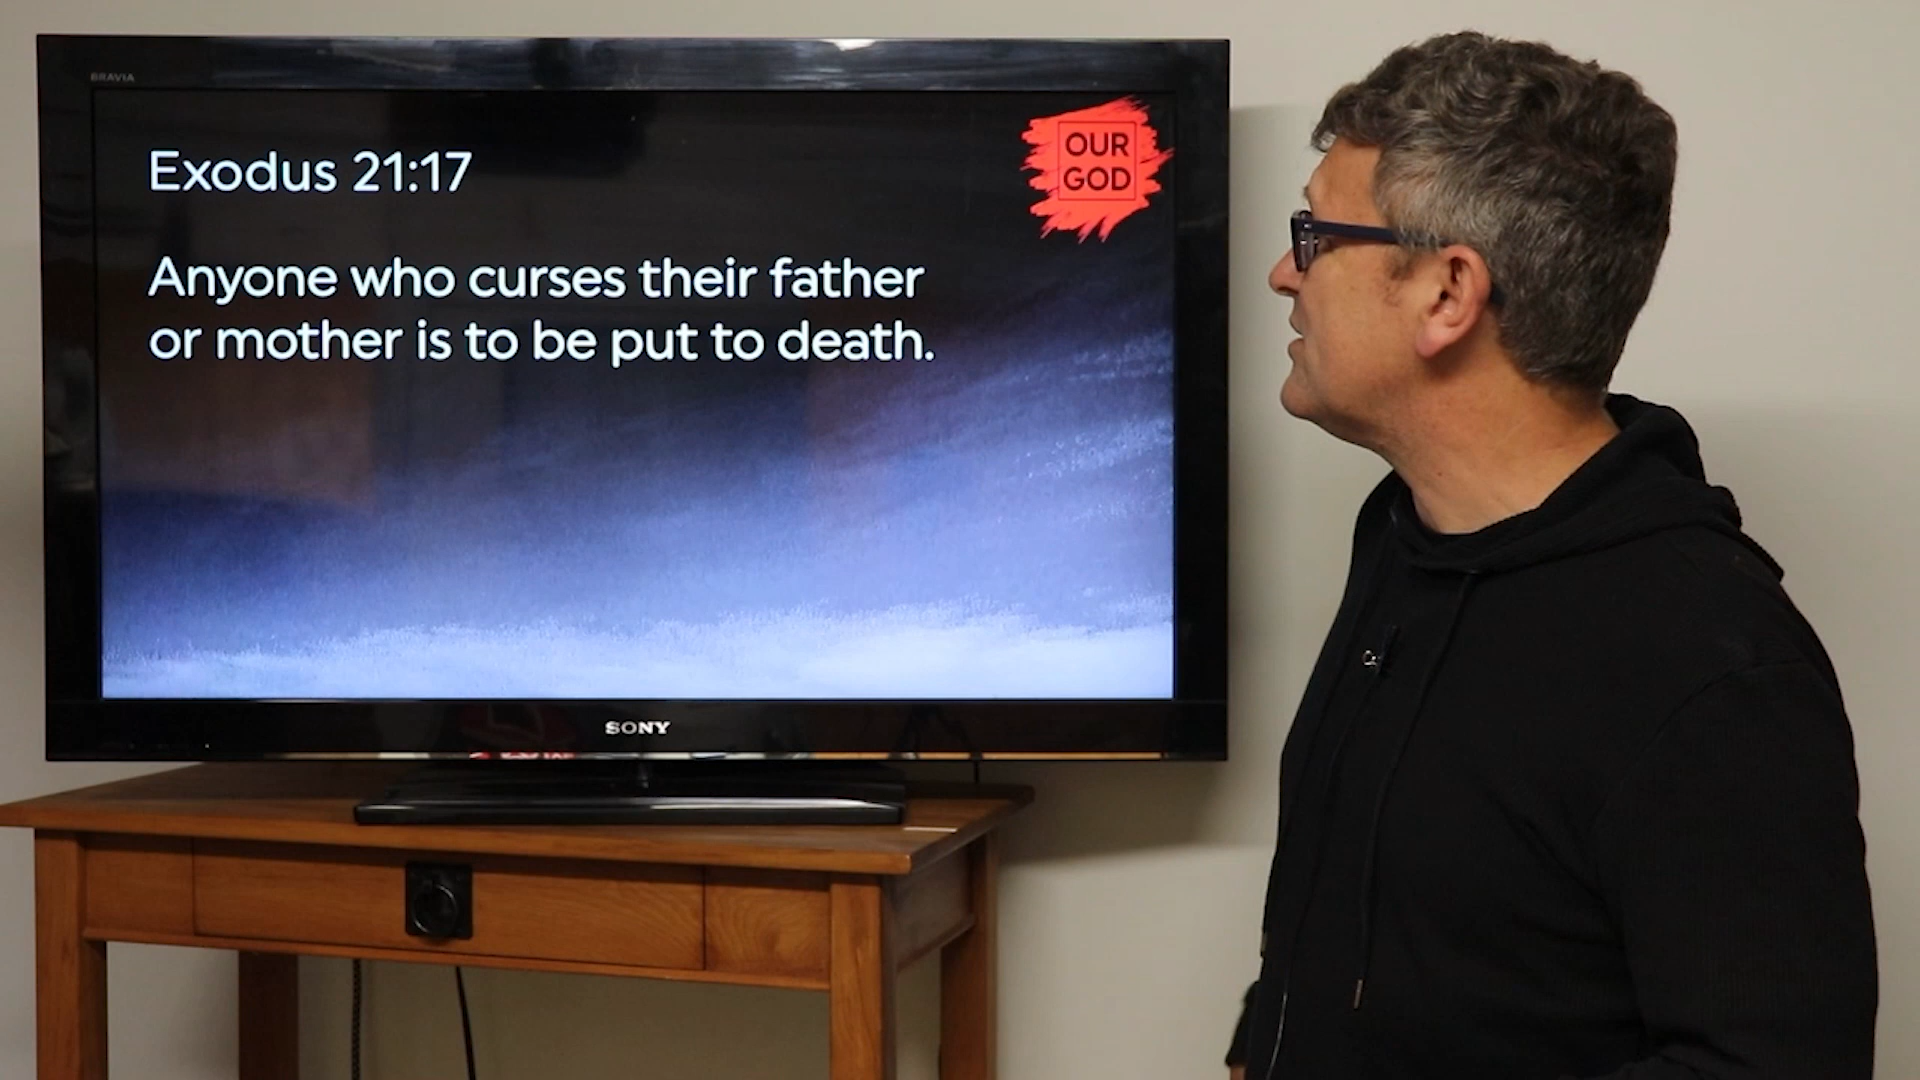 BRAVIA
Exodus 21:17
OUR
GOD
Anyone who curses their father
or mother is to be put to death.
SONY